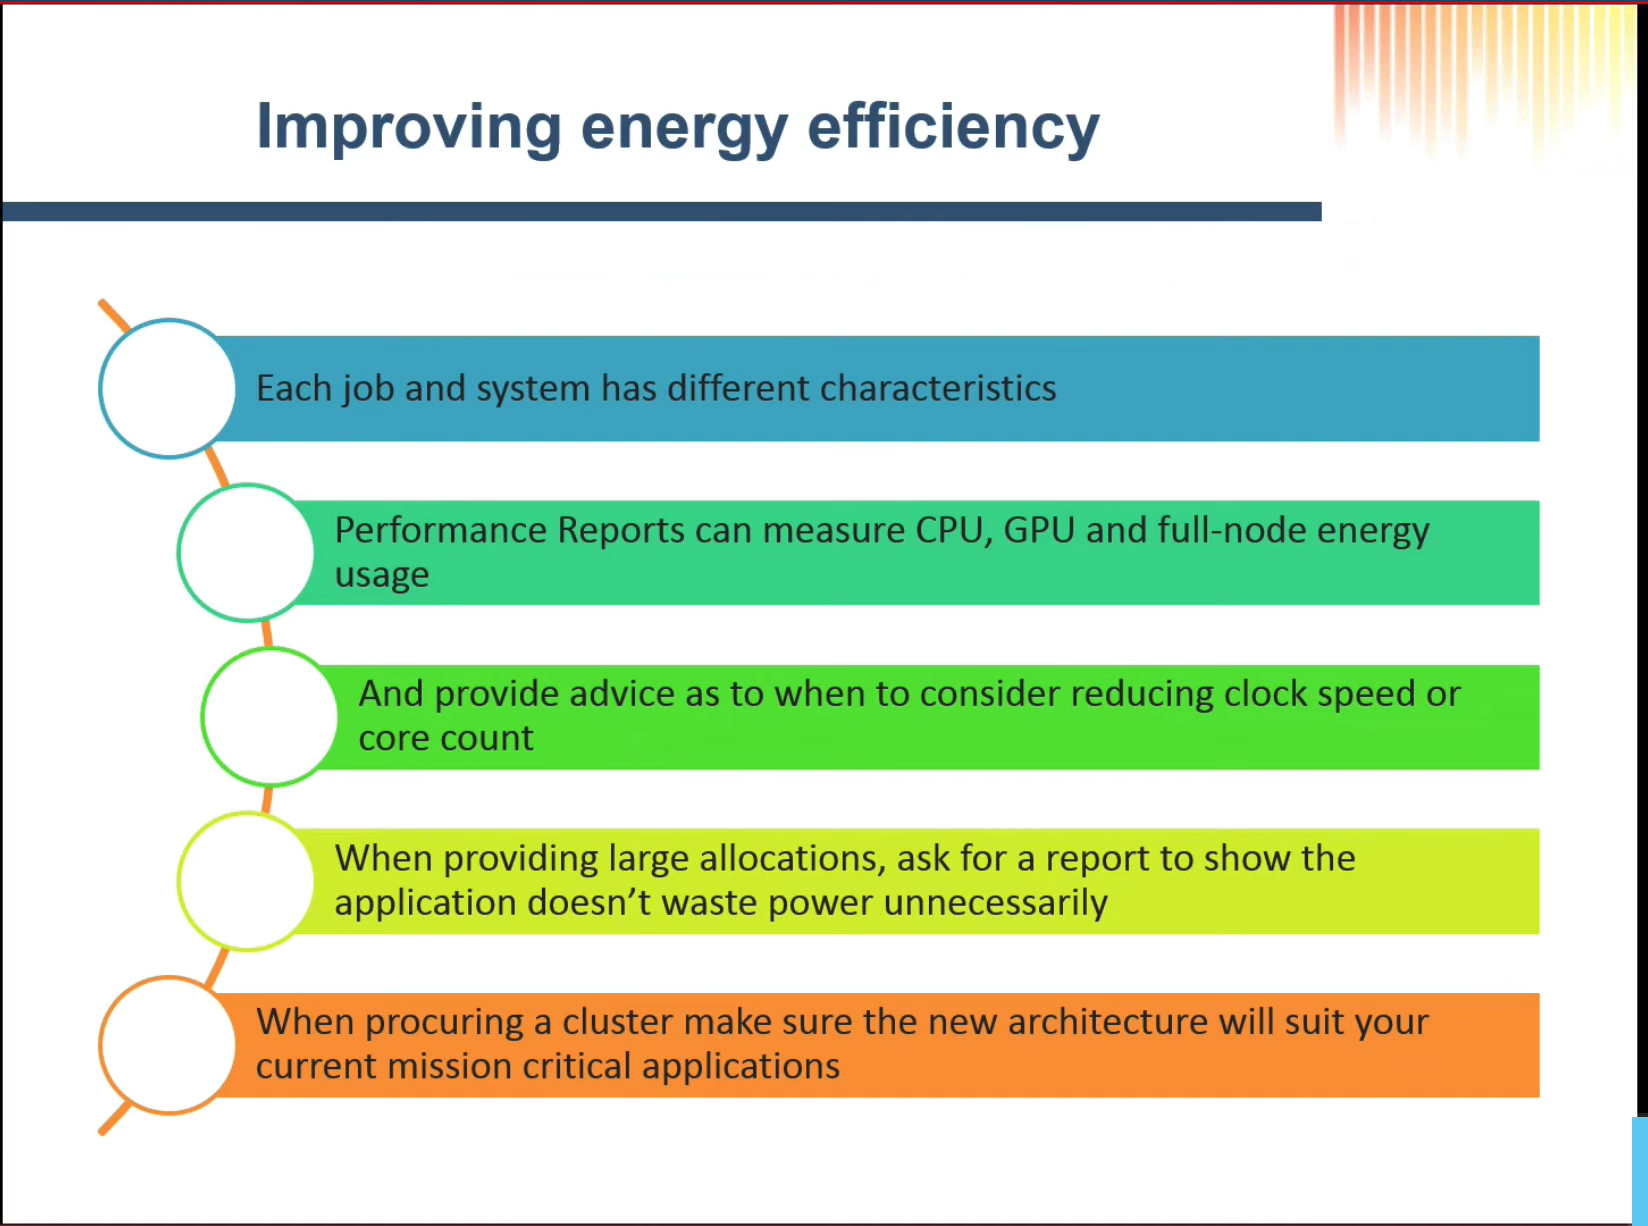 Improving energy efficiency
Each job and system has different characteristics
Performance Reports can measure CPU, GPU and full-node energy
usage
And provide advice as to when to consider reducing clock speed or
core count
When providing large allocations, ask for a report to show the
application doesn’t waste power unnecessarily
When procuring a cluster make sure the new architecture will suit your
current mission critical applications